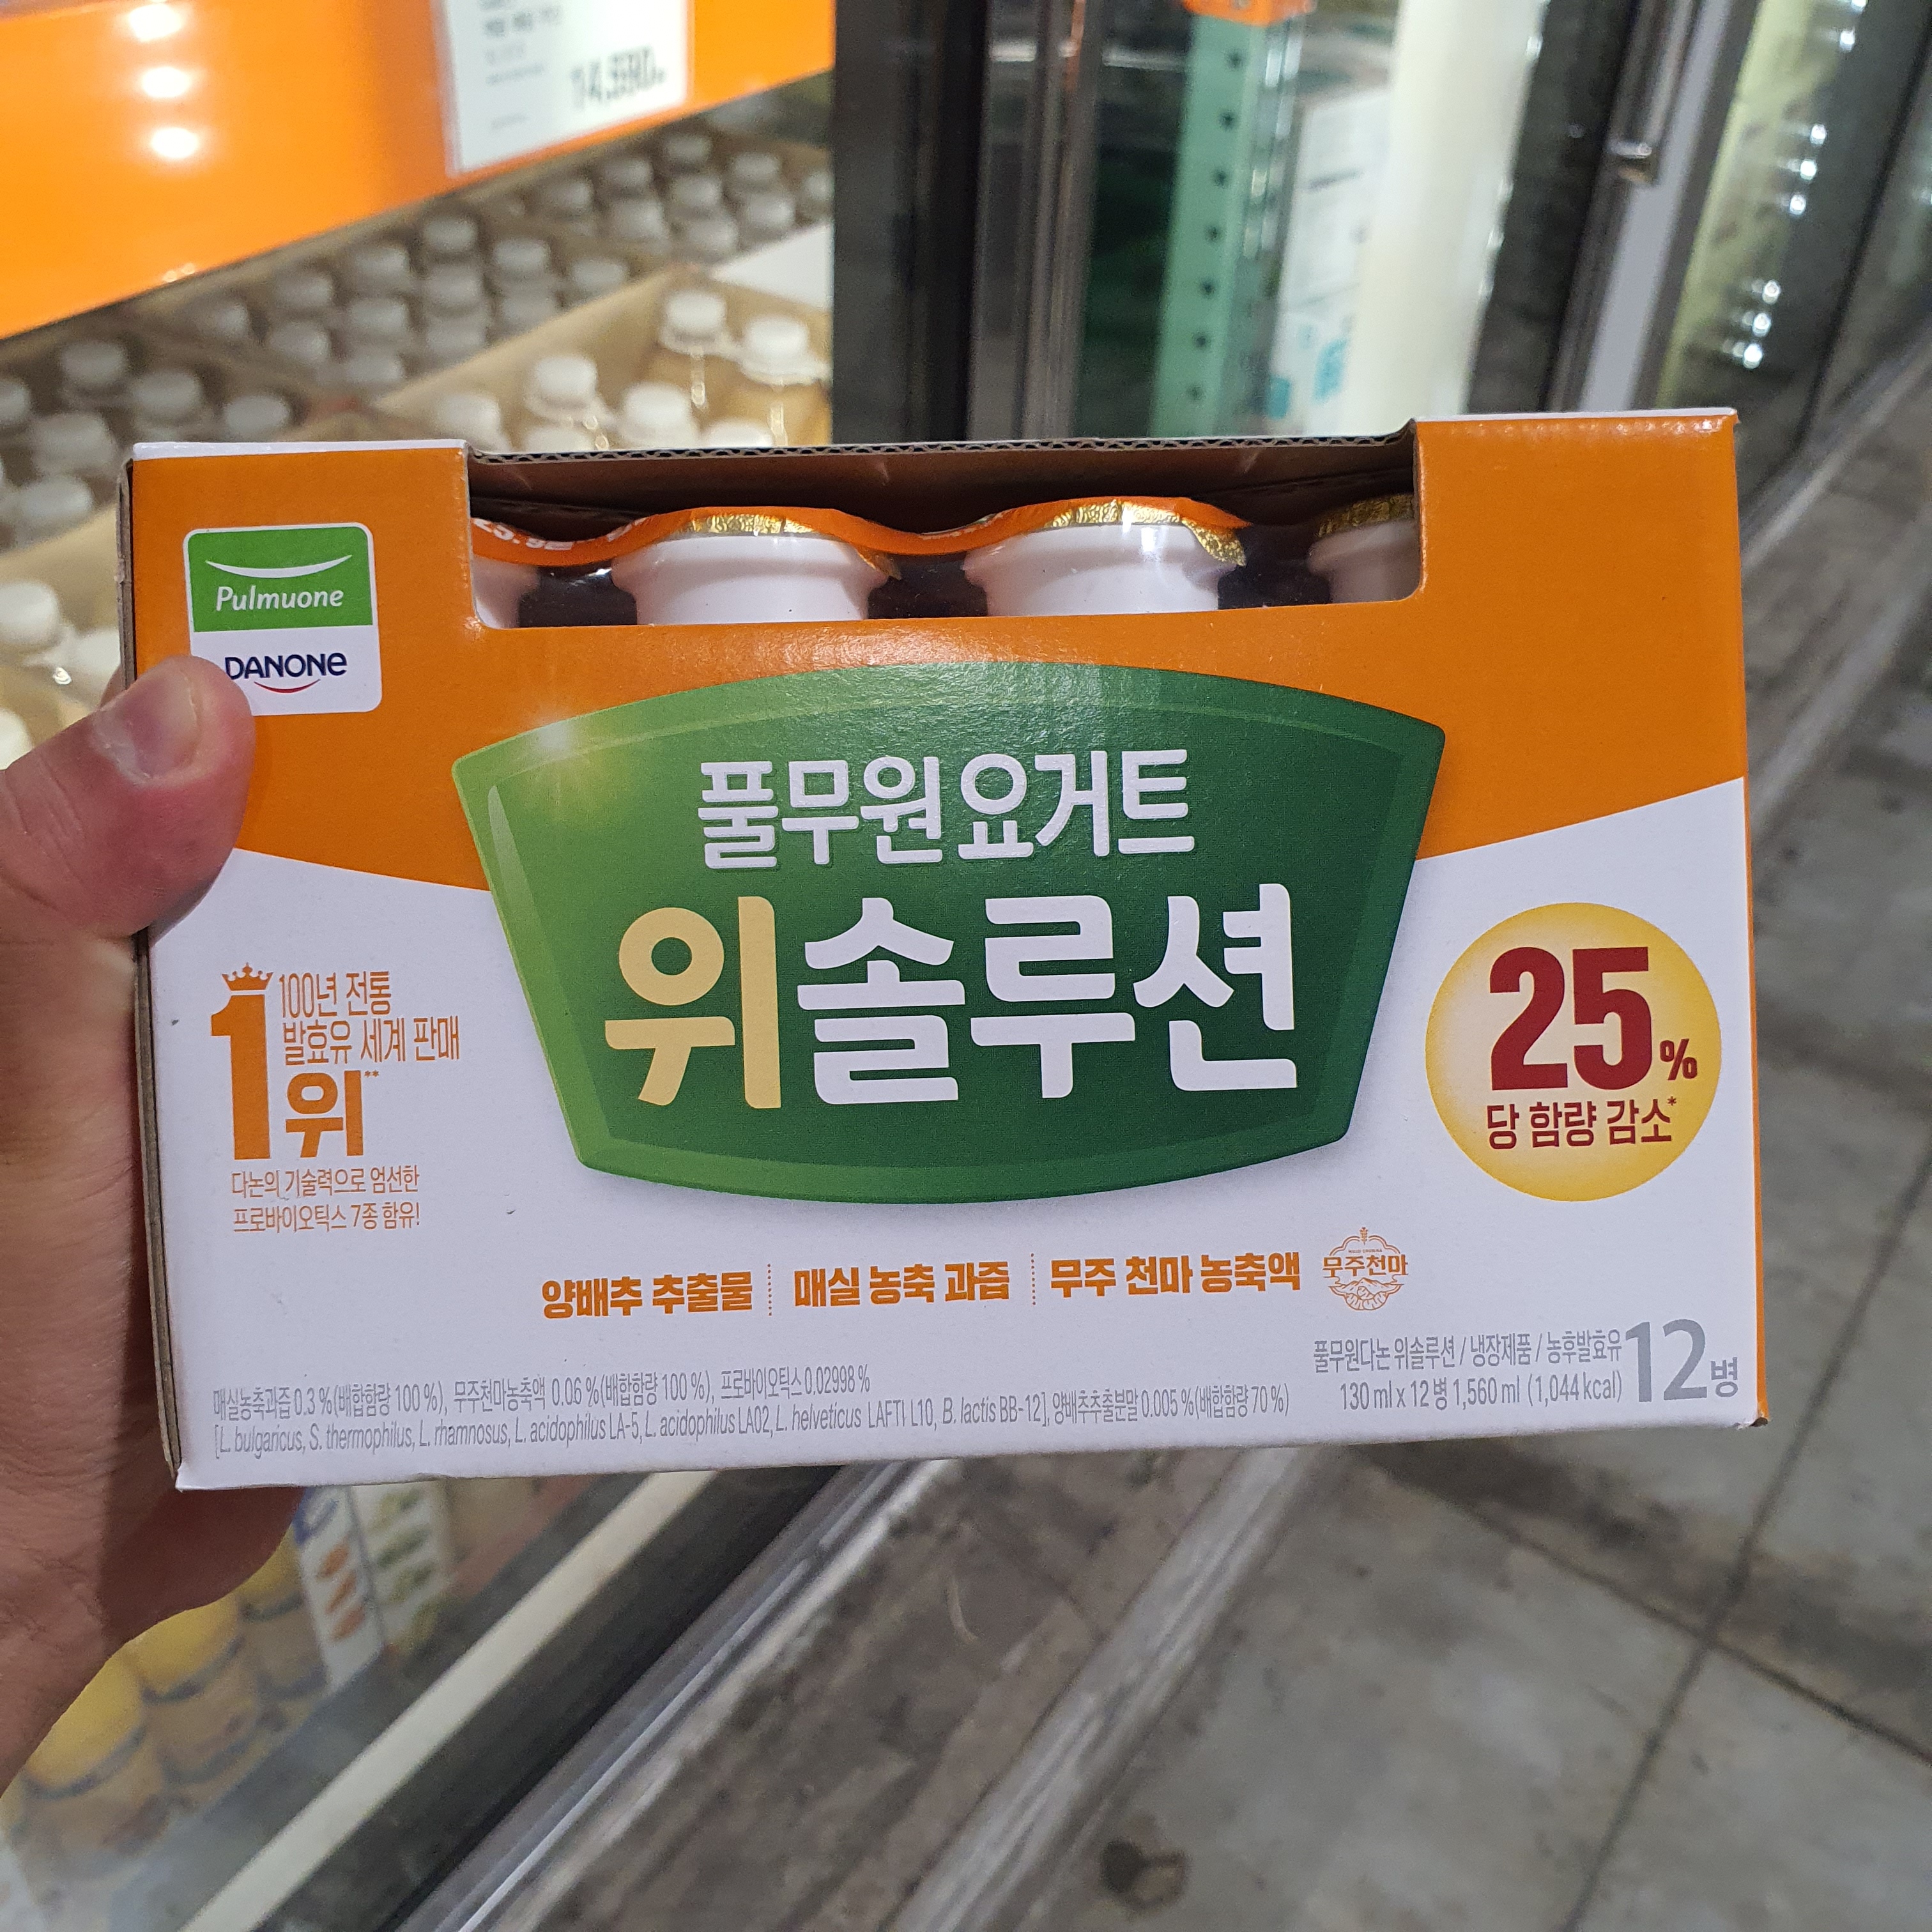 14,590
Pulmuone
DANONE
풀무원 요거트
위솔루션
1
100년 전통
발효유 세계 판매
위**
다논의 기술력으로 엄선한
프로바이오틱스 7종 함유!
25%
당 함량 감소*
양배추 추출물
매실 농축 과즙
무주 천마 농축액
무주천마
풀무원다논 위솔루션 / 냉장제품 / 농후발효유
130 ml x 12 병 1,560 ml (1,044 kcal)
12병
매실농축과즙 0.3 %(배합함량 100 %), 무주천마농축액 0.06 %(배합함량 100 %), 프로바이오틱스 0.02998 %
[L. bulgaricus, S. thermophilus, L. rhamnosus, L. acidophilus LA-5, L. acidophilus LA02, L. helveticus LAFTI L10, B. lactis BB-12], 양배추추출분말 0.005 %(배합함량 70 %)